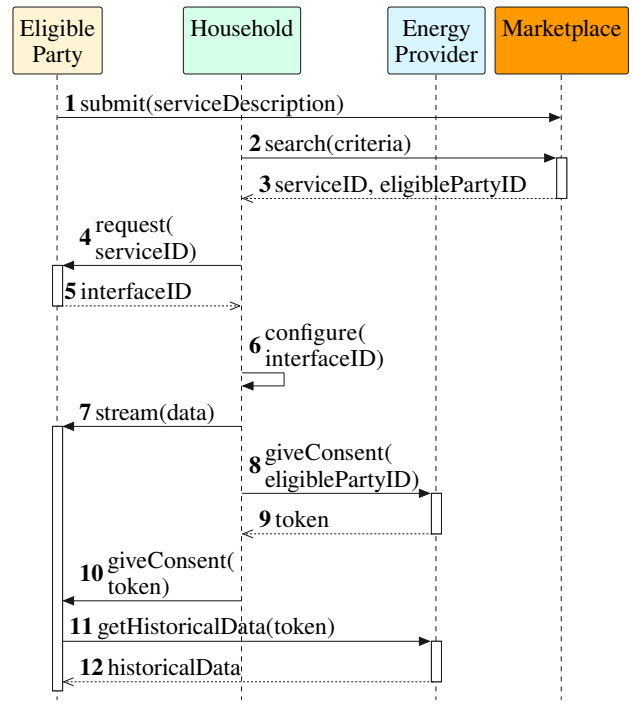 Eligible
Party
Household
Energy
Provider
Marketplace
1 submit(serviceDescription)
2 search(criteria)
3 serviceID, eligiblePartyID
4 request(
serviceID)
5 interfaceID
6 configure(
interfaceID)
7 stream(data)
8 giveConsent(
eligiblePartyID)
9 token
10 giveConsent(
token)
11 getHistoricalData(token)
12 historicalData